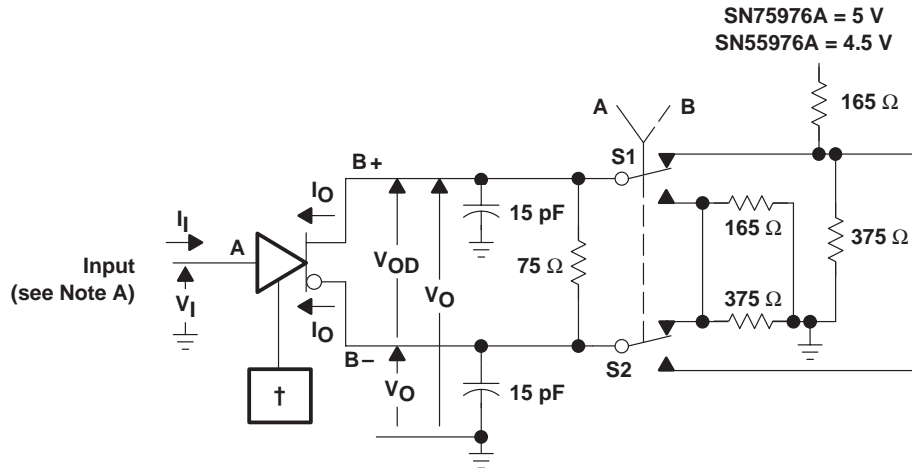 SN75976A = 5 V
SN55976A = 4.5 V
165 Ω
A
B
S1
B+
IO
15 pF
165 Ω
II
A
375 Ω
Input
(see Note A)
VOD
75 Ω
VO
VI
IO
375 Ω
B−
S2
VO
15 pF
†